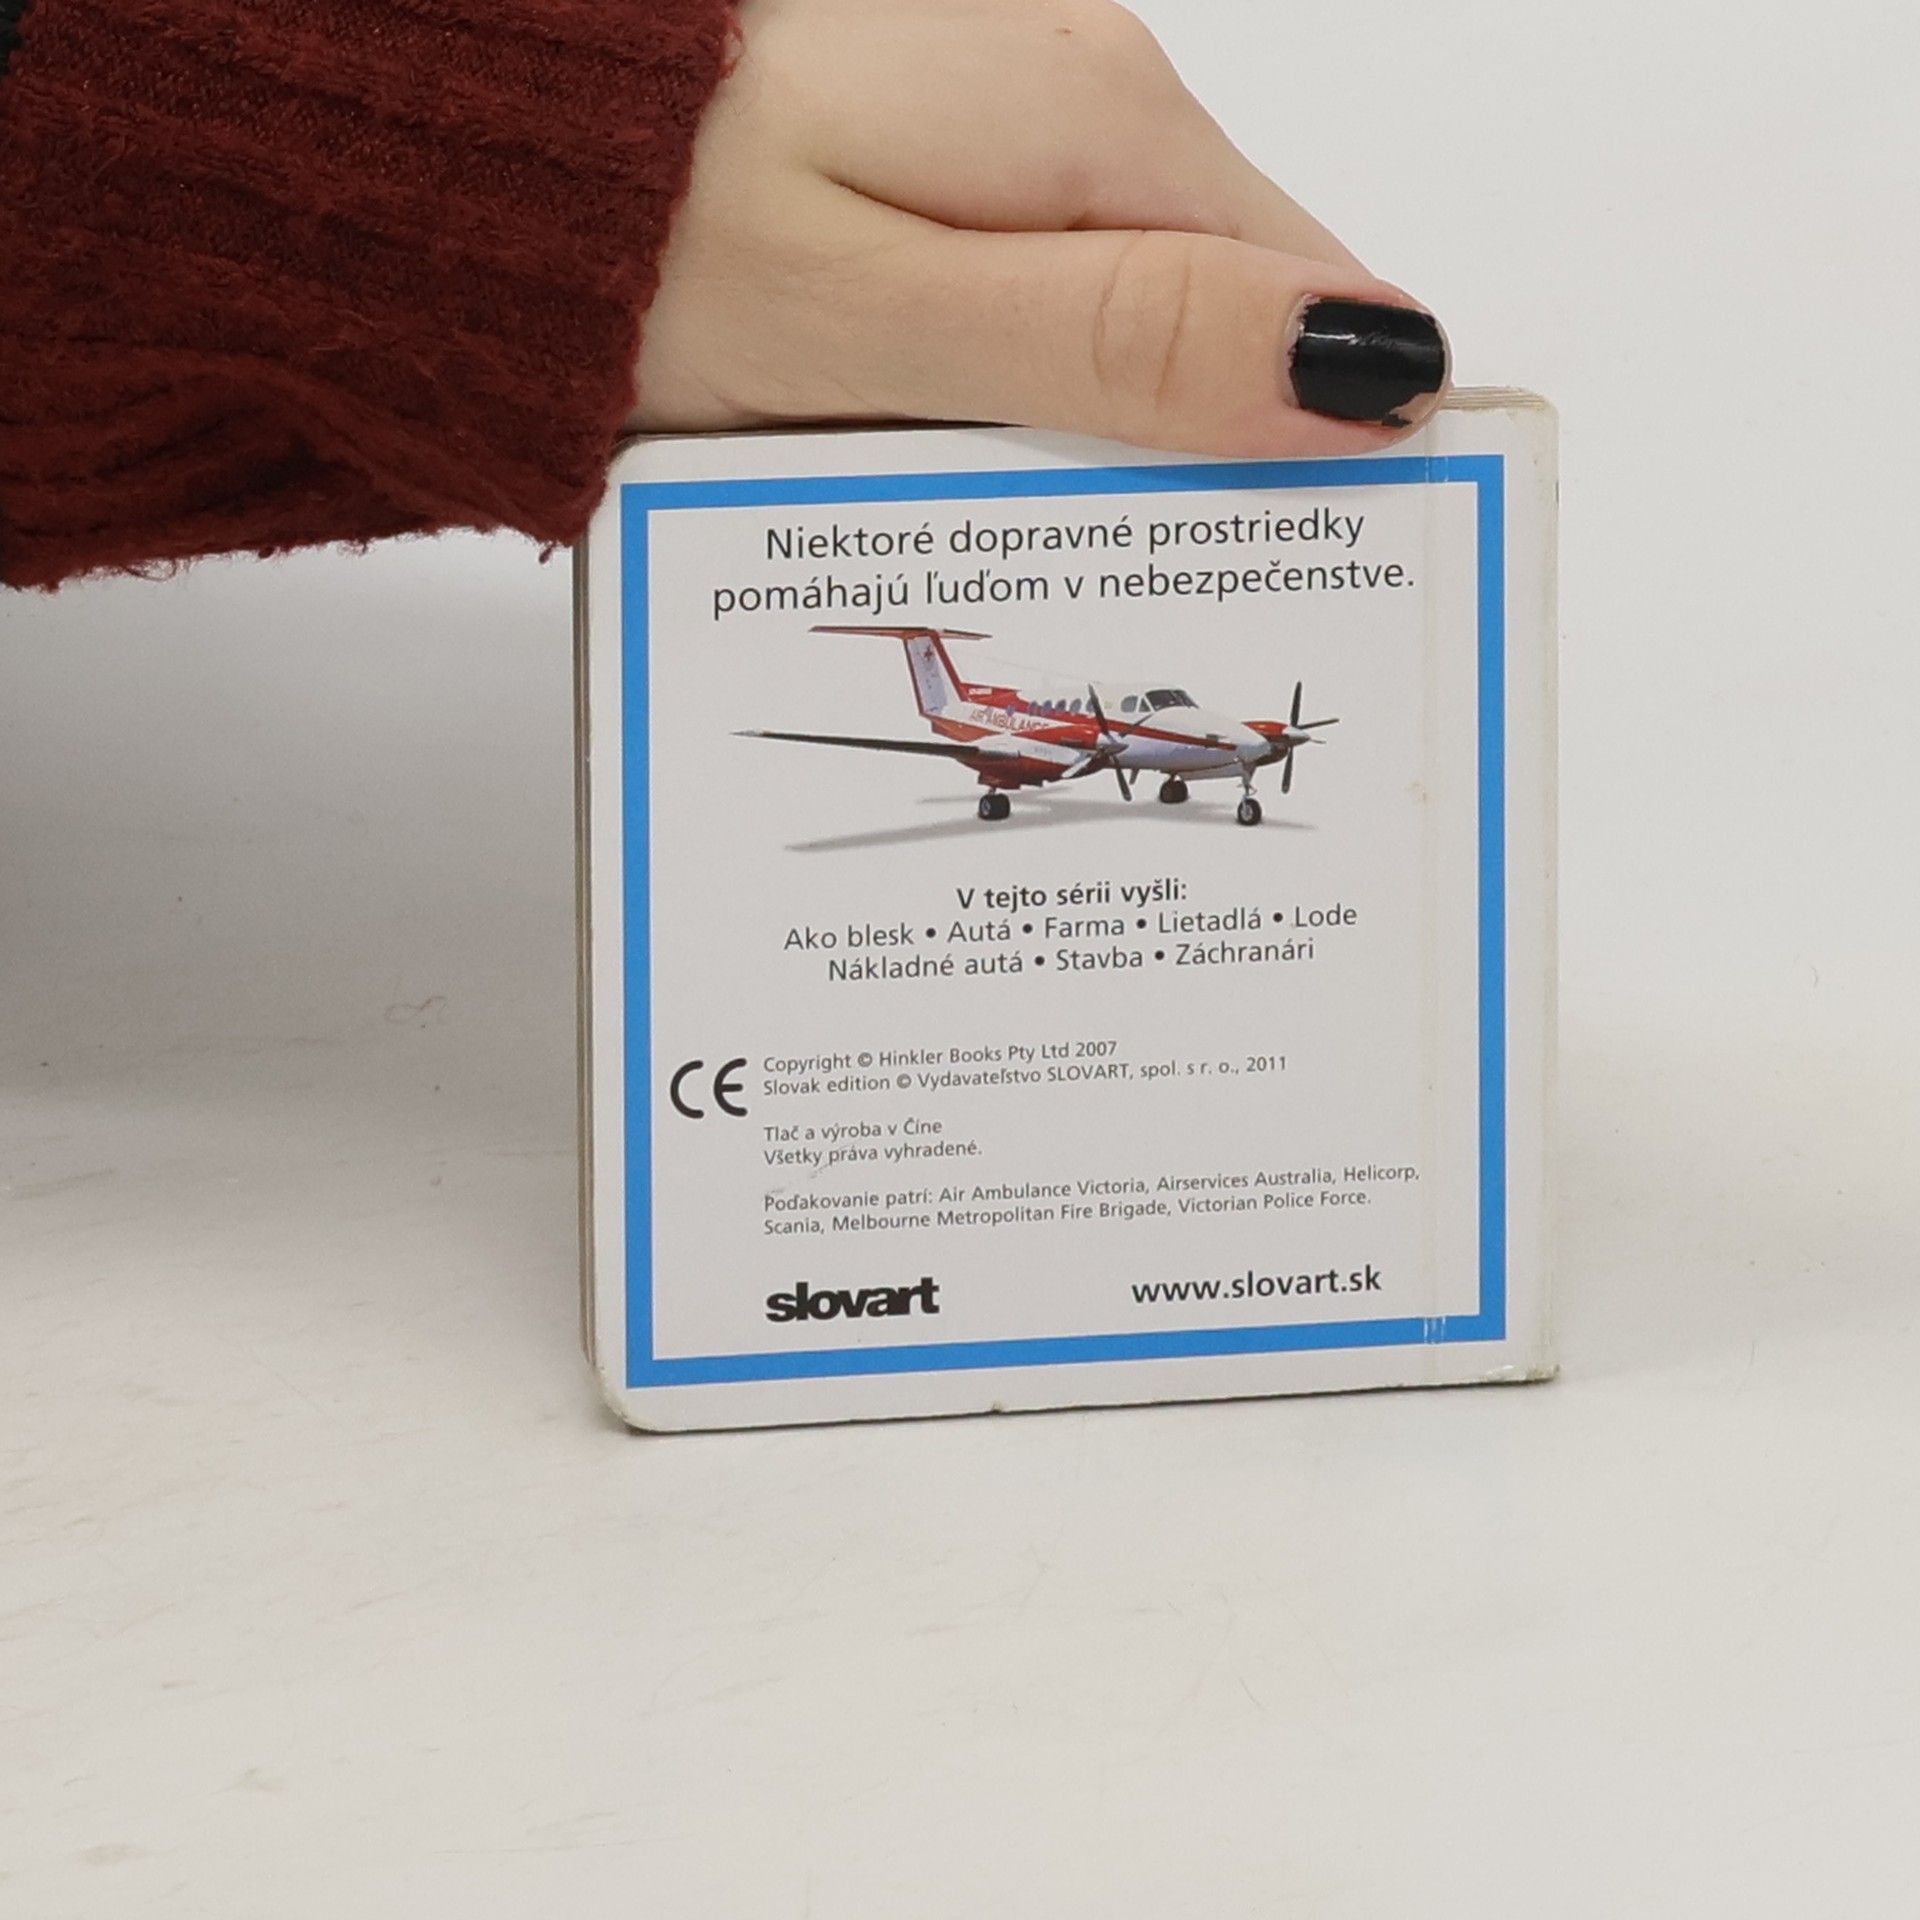 Niektoré dopravné prostriedky
pomáhajú ľuďom v nebezpečenstve.
AIR AMBULANCE
V tejto sérii vyšli:
Ako blesk • Autá • Farma • Lietadlá • Lode
Nákladné autá • Stavba • Záchranári
CE
Copyright © Hinkler Books Pty Ltd 2007
Slovak edition © Vydavateľstvo SLOVART, spol. s r. o., 2011
Tlač a výroba v Číne
Všetky práva vyhradené.
Poďakovanie patrí: Air Ambulance Victoria, Airservices Australia, Helicorp,
Scania, Melbourne Metropolitan Fire Brigade, Victorian Police Force.
slovart
www.slovart.sk